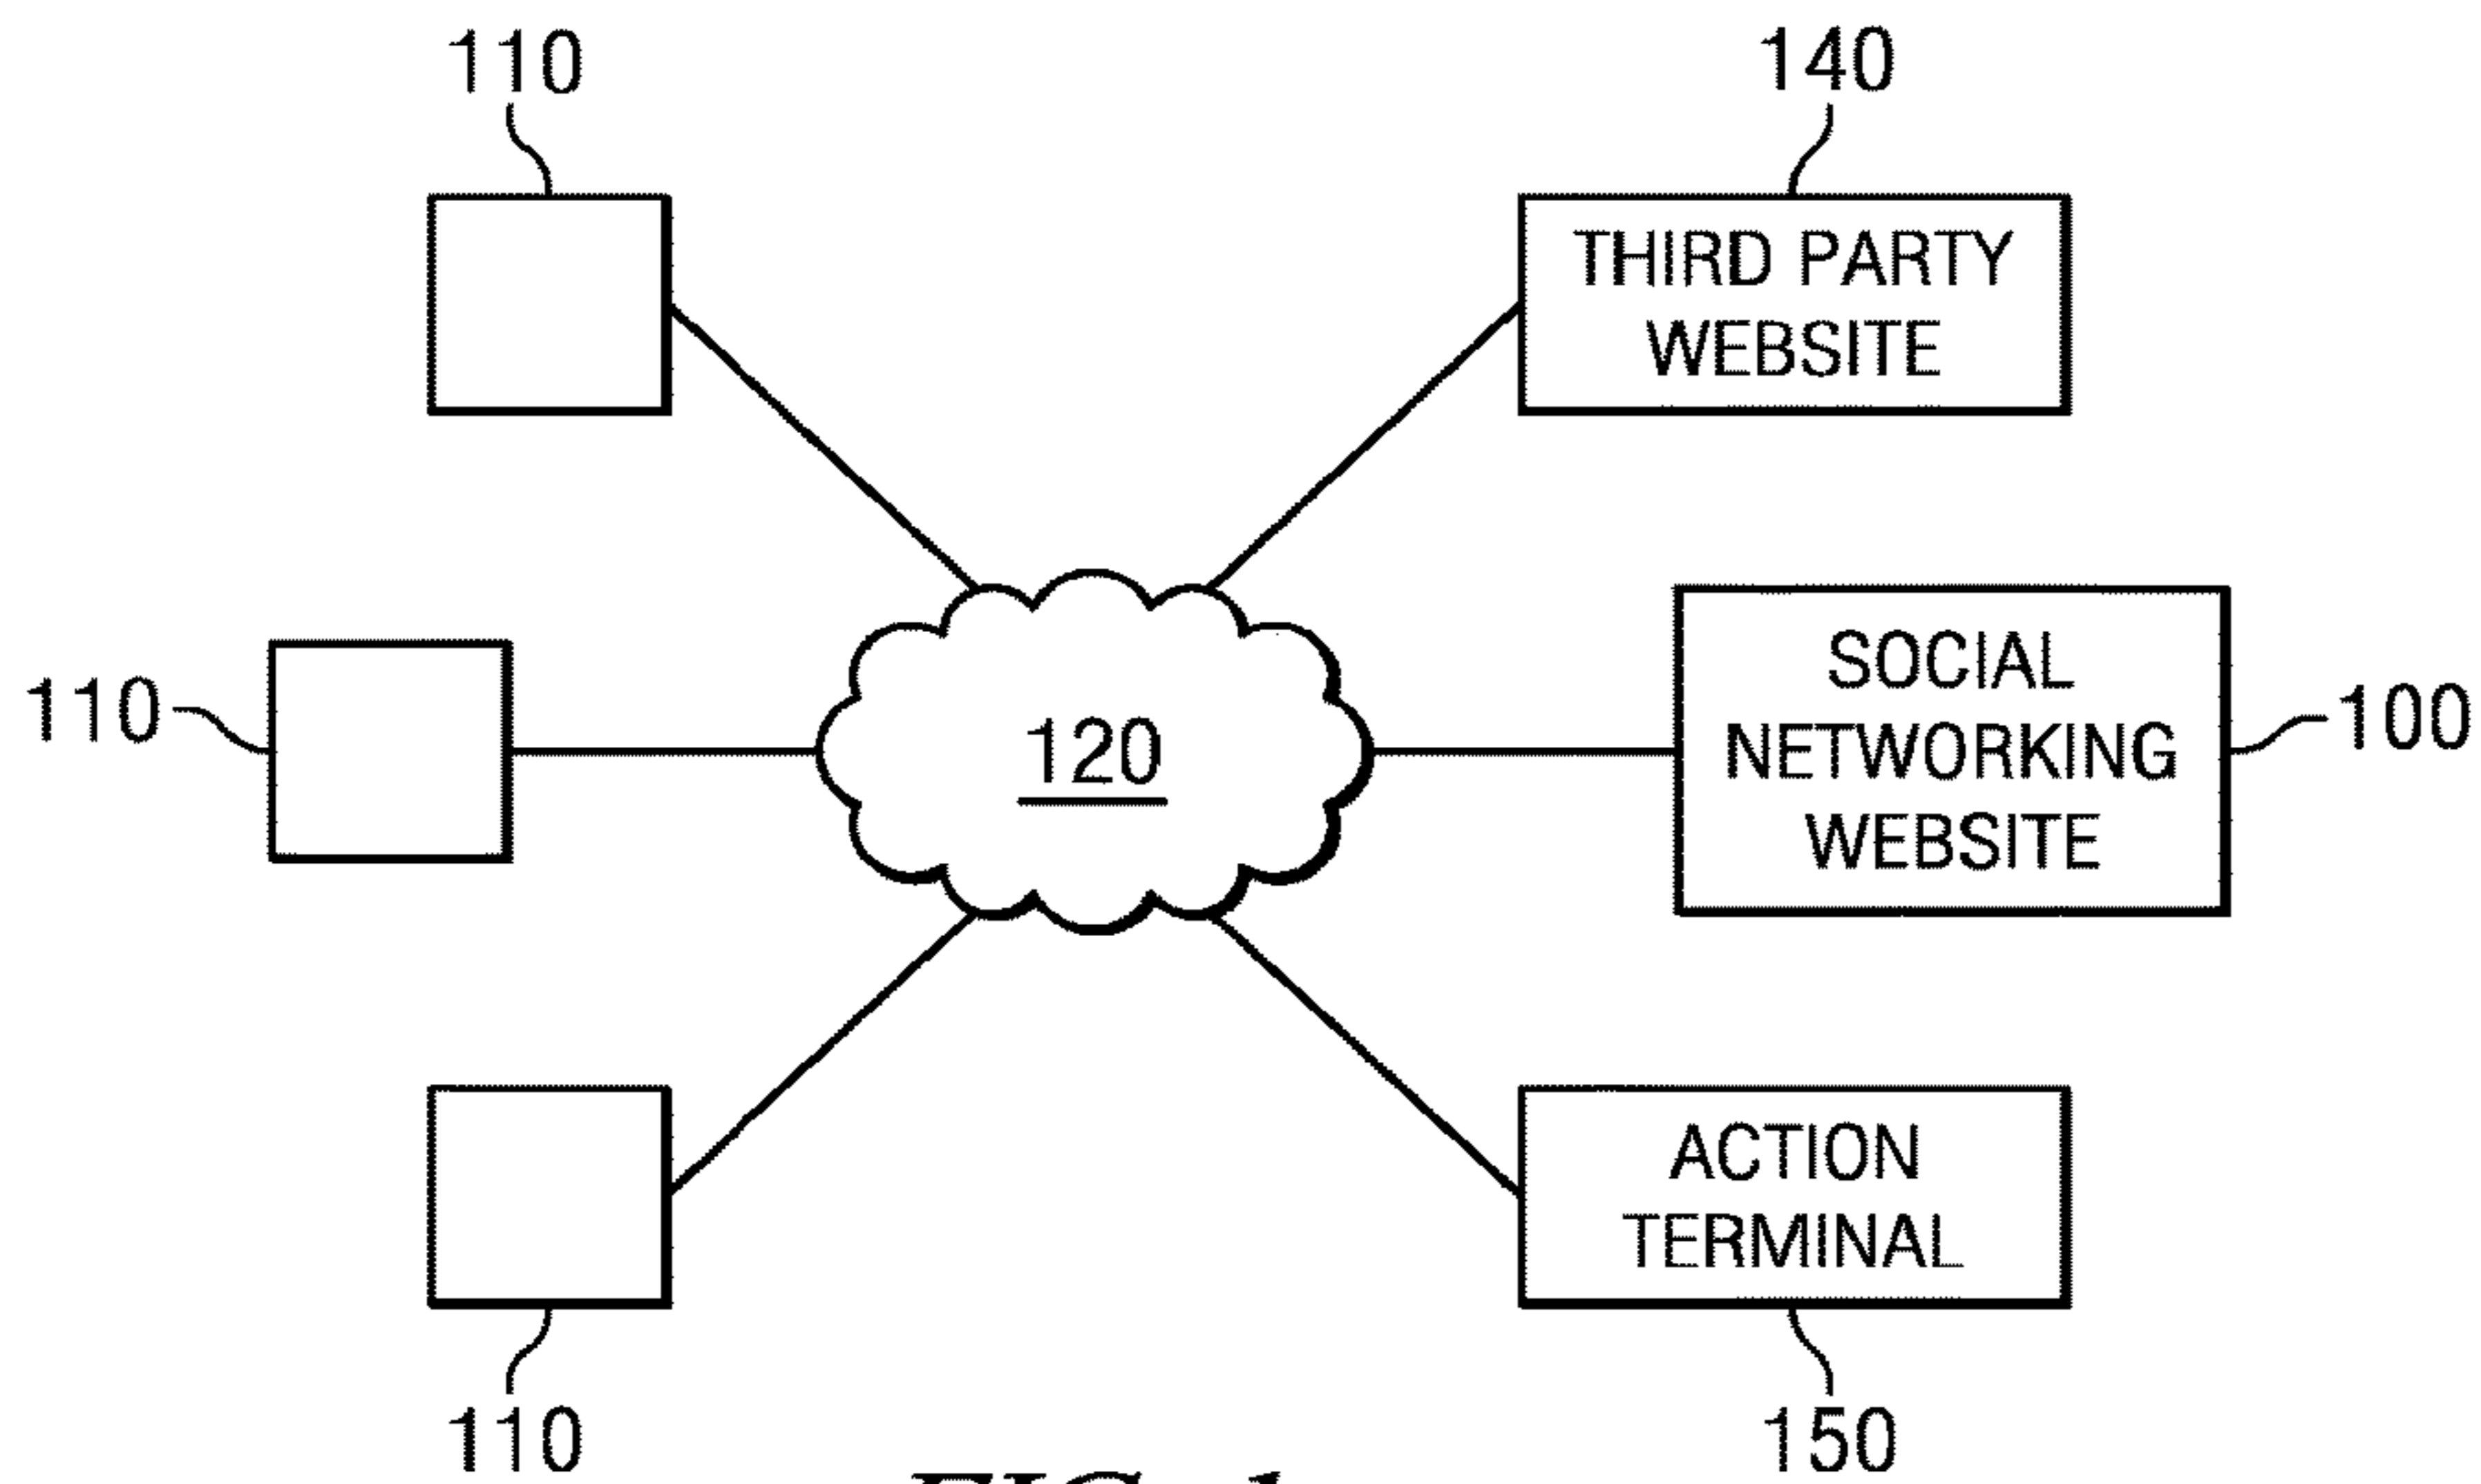 110
140
THIRD PARTY
WEBSITE
110
120
SOCIAL
NETWORKING
WEBSITE
100
ACTION
TERMINAL
110
150